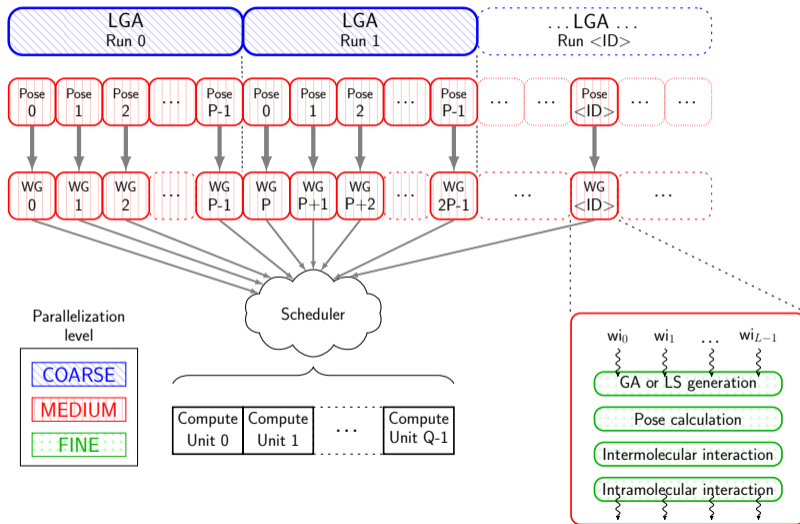 LGA
Run 0
LGA
Run 1
... LGA ...
Run <ID>
Pose
0
Pose
1
Pose
2
...
Pose
P-1
Pose
0
Pose
1
Pose
2
...
Pose
P-1
...
...
Pose
<ID>
...
...
WG
0
WG
1
WG
2
...
WG
P-1
WG
P
WG
P+1
WG
P+2
...
WG
2P-1
...
WG
<ID>
...
Scheduler
Parallelization
level
COARSE
MEDIUM
FINE
Compute
Unit 0
Compute
Unit 1
...
Compute
Unit Q-1
wi₀ wi₁ ... wi_{L−1}
GA or LS generation
Pose calculation
Intermolecular interaction
Intramolecular interaction